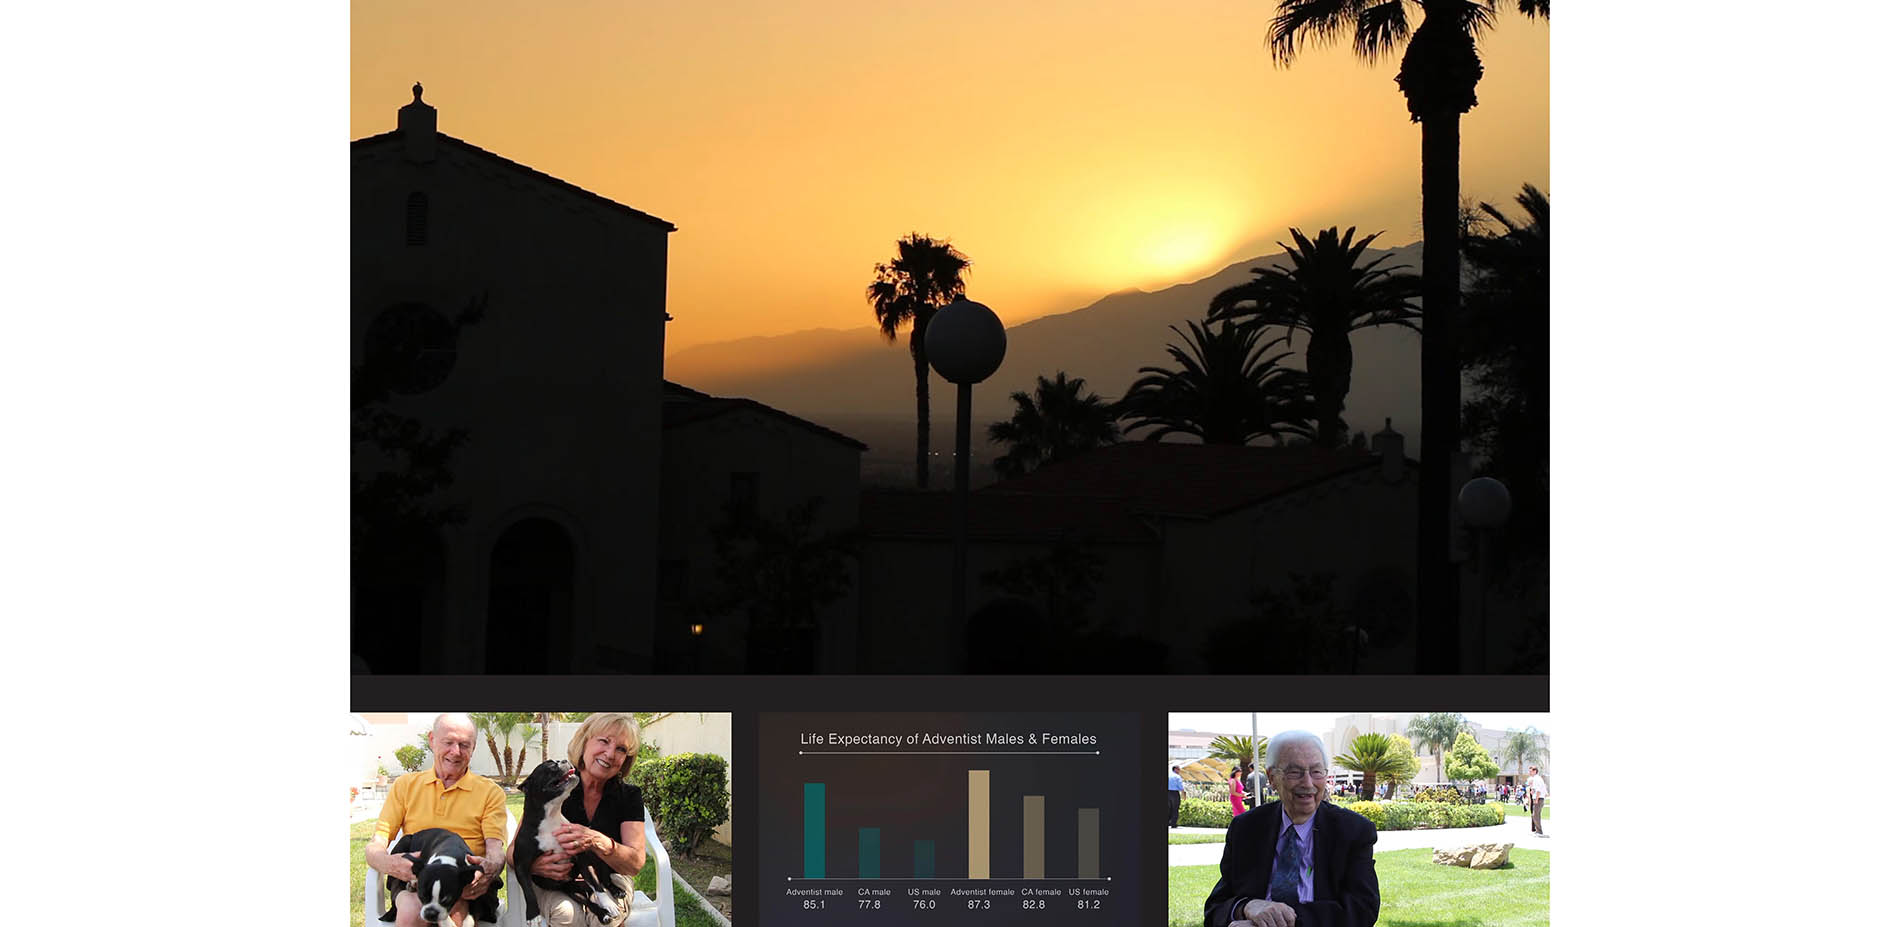 Life Expectancy of Adventist Males & Females
Adventist male CA male US male Adventist female CA female US female
85.1 77.8 76.0 87.3 82.8 81.2